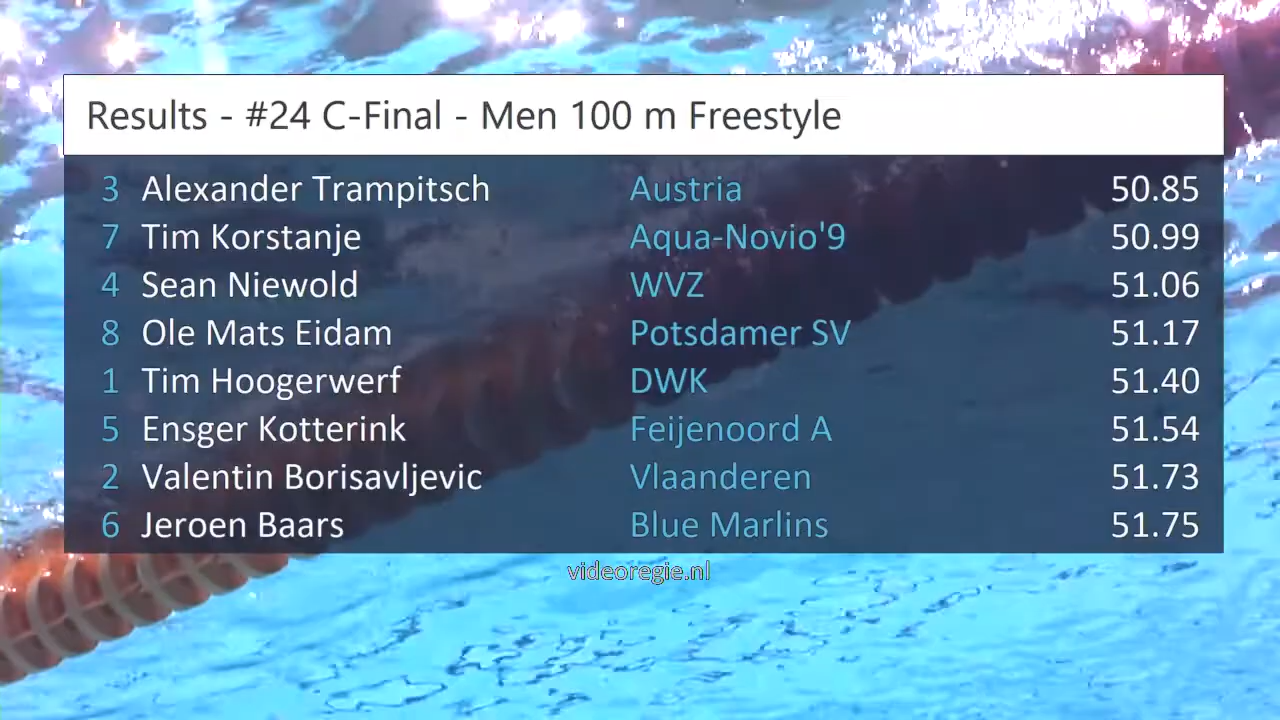 Results - #24 C-Final - Men 100 m Freestyle
3 Alexander Trampitsch Austria 50.85
7 Tim Korstanje Aqua-Novio'9 50.99
4 Sean Niewold WVZ 51.06
8 Ole Mats Eidam Potsdamer SV 51.17
1 Tim Hoogerwerf DWK 51.40
5 Ensger Kotterink Feijenoord A 51.54
2 Valentin Borisavljevic Vlaanderen 51.73
6 Jeroen Baars Blue Marlins 51.75
videoregie.nl